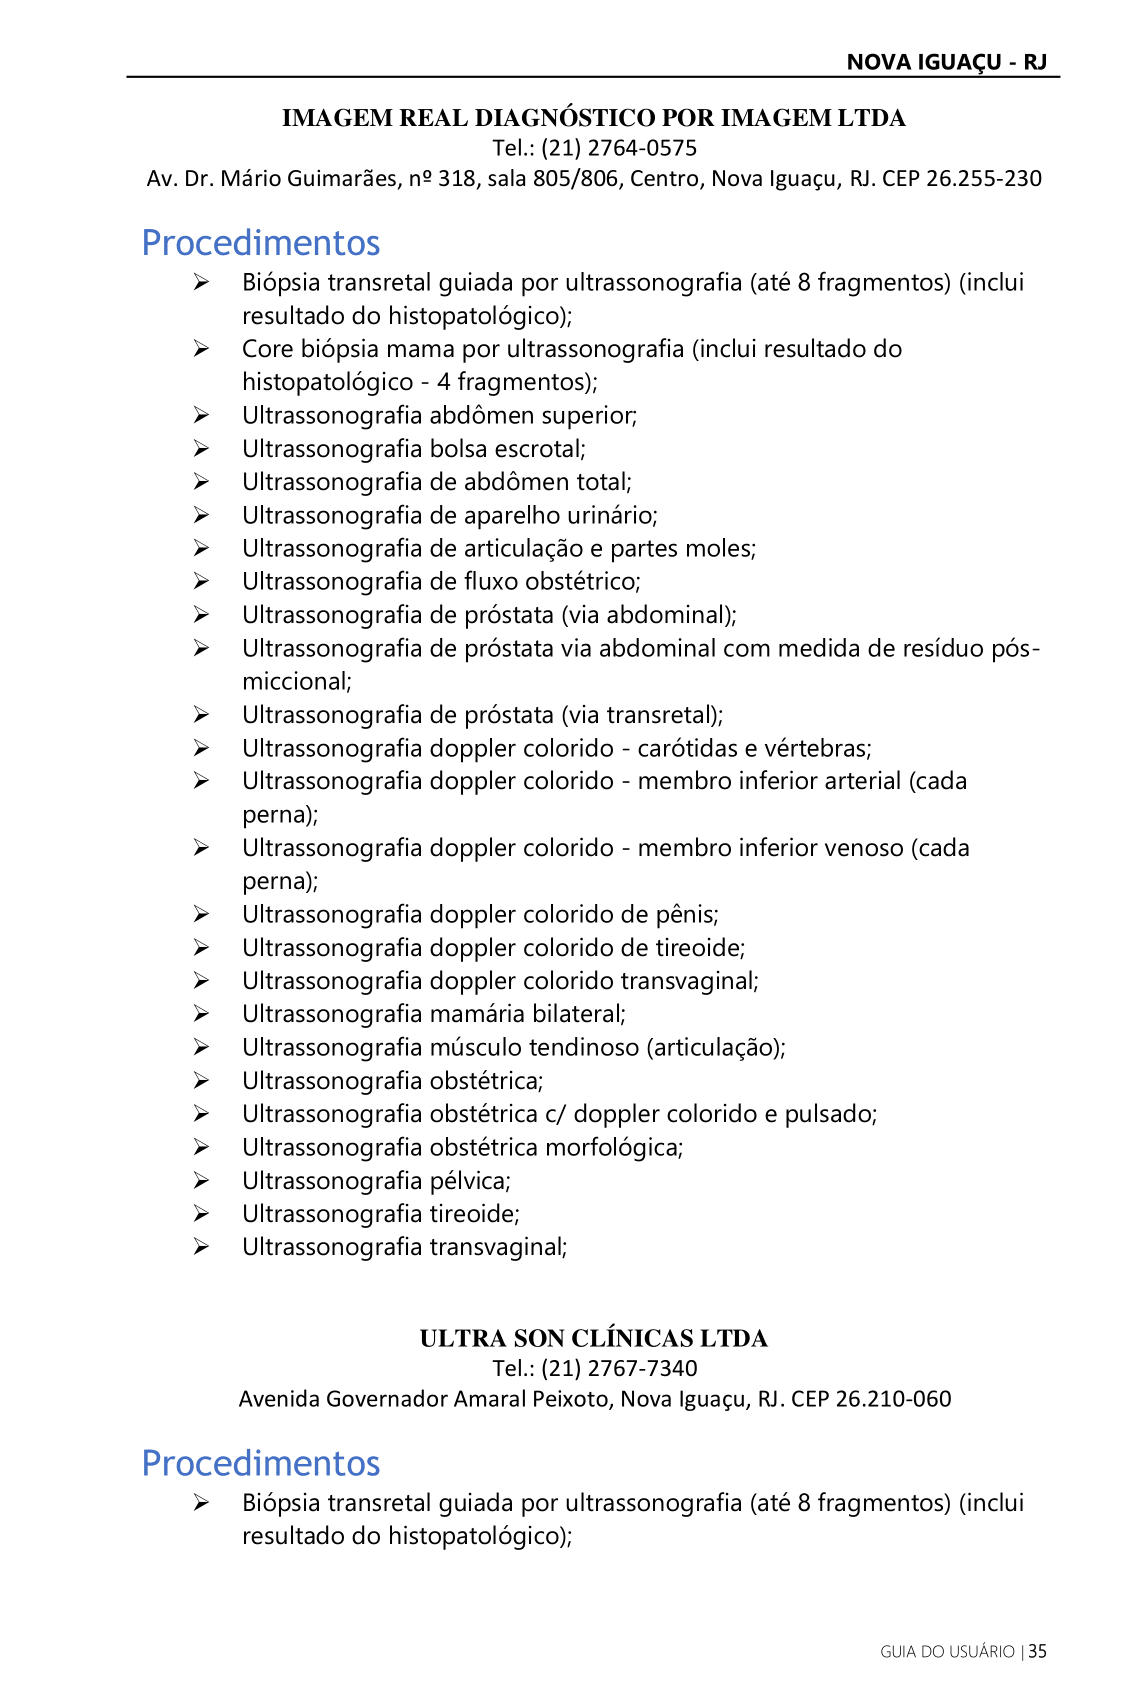 NOVA IGUAÇU - RJ
IMAGEM REAL DIAGNÓSTICO POR IMAGEM LTDA
Tel.: (21) 2764-0575
Av. Dr. Mário Guimarães, nº 318, sala 805/806, Centro, Nova Iguaçu, RJ. CEP 26.255-230
Procedimentos
➢ Biópsia transretal guiada por ultrassonografia (até 8 fragmentos) (inclui
resultado do histopatológico);
➢ Core biópsia mama por ultrassonografia (inclui resultado do
histopatológico - 4 fragmentos);
➢ Ultrassonografia abdômen superior;
➢ Ultrassonografia bolsa escrotal;
➢ Ultrassonografia de abdômen total;
➢ Ultrassonografia de aparelho urinário;
➢ Ultrassonografia de articulação e partes moles;
➢ Ultrassonografia de fluxo obstétrico;
➢ Ultrassonografia de próstata (via abdominal);
➢ Ultrassonografia de próstata via abdominal com medida de resíduo pós-
miccional;
➢ Ultrassonografia de próstata (via transretal);
➢ Ultrassonografia doppler colorido - carótidas e vértebras;
➢ Ultrassonografia doppler colorido - membro inferior arterial (cada
perna);
➢ Ultrassonografia doppler colorido - membro inferior venoso (cada
perna);
➢ Ultrassonografia doppler colorido de pênis;
➢ Ultrassonografia doppler colorido de tireoide;
➢ Ultrassonografia doppler colorido transvaginal;
➢ Ultrassonografia mamária bilateral;
➢ Ultrassonografia músculo tendinoso (articulação);
➢ Ultrassonografia obstétrica;
➢ Ultrassonografia obstétrica c/ doppler colorido e pulsado;
➢ Ultrassonografia obstétrica morfológica;
➢ Ultrassonografia pélvica;
➢ Ultrassonografia tireoide;
➢ Ultrassonografia transvaginal;
ULTRA SON CLÍNICAS LTDA
Tel.: (21) 2767-7340
Avenida Governador Amaral Peixoto, Nova Iguaçu, RJ. CEP 26.210-060
Procedimentos
➢ Biópsia transretal guiada por ultrassonografia (até 8 fragmentos) (inclui
resultado do histopatológico);
GUIA DO USUÁRIO | 35